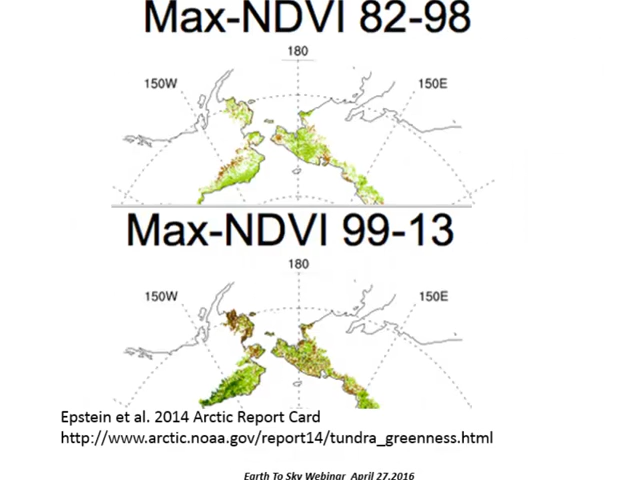 Max-NDVI 82-98
180
150W
150E
Max-NDVI 99-13
180
150W
150E
Epstein et al. 2014 Arctic Report Card
http://www.arctic.noaa.gov/report14/tundra_greenness.html
Earth To Sky Webinar April 27.2016